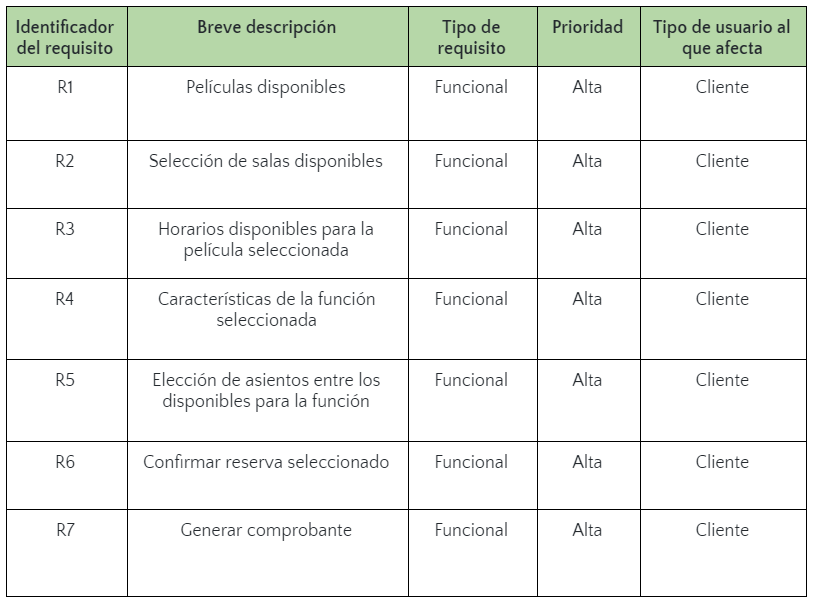 Identificador del requisito Breve descripción Tipo de requisito Prioridad Tipo de usuario al que afecta
R1 Películas disponibles Funcional Alta Cliente
R2 Selección de salas disponibles Funcional Alta Cliente
R3 Horarios disponibles para la película seleccionada Funcional Alta Cliente
R4 Características de la función seleccionada Funcional Alta Cliente
R5 Elección de asientos entre los disponibles para la función Funcional Alta Cliente
R6 Confirmar reserva seleccionado Funcional Alta Cliente
R7 Generar comprobante Funcional Alta Cliente